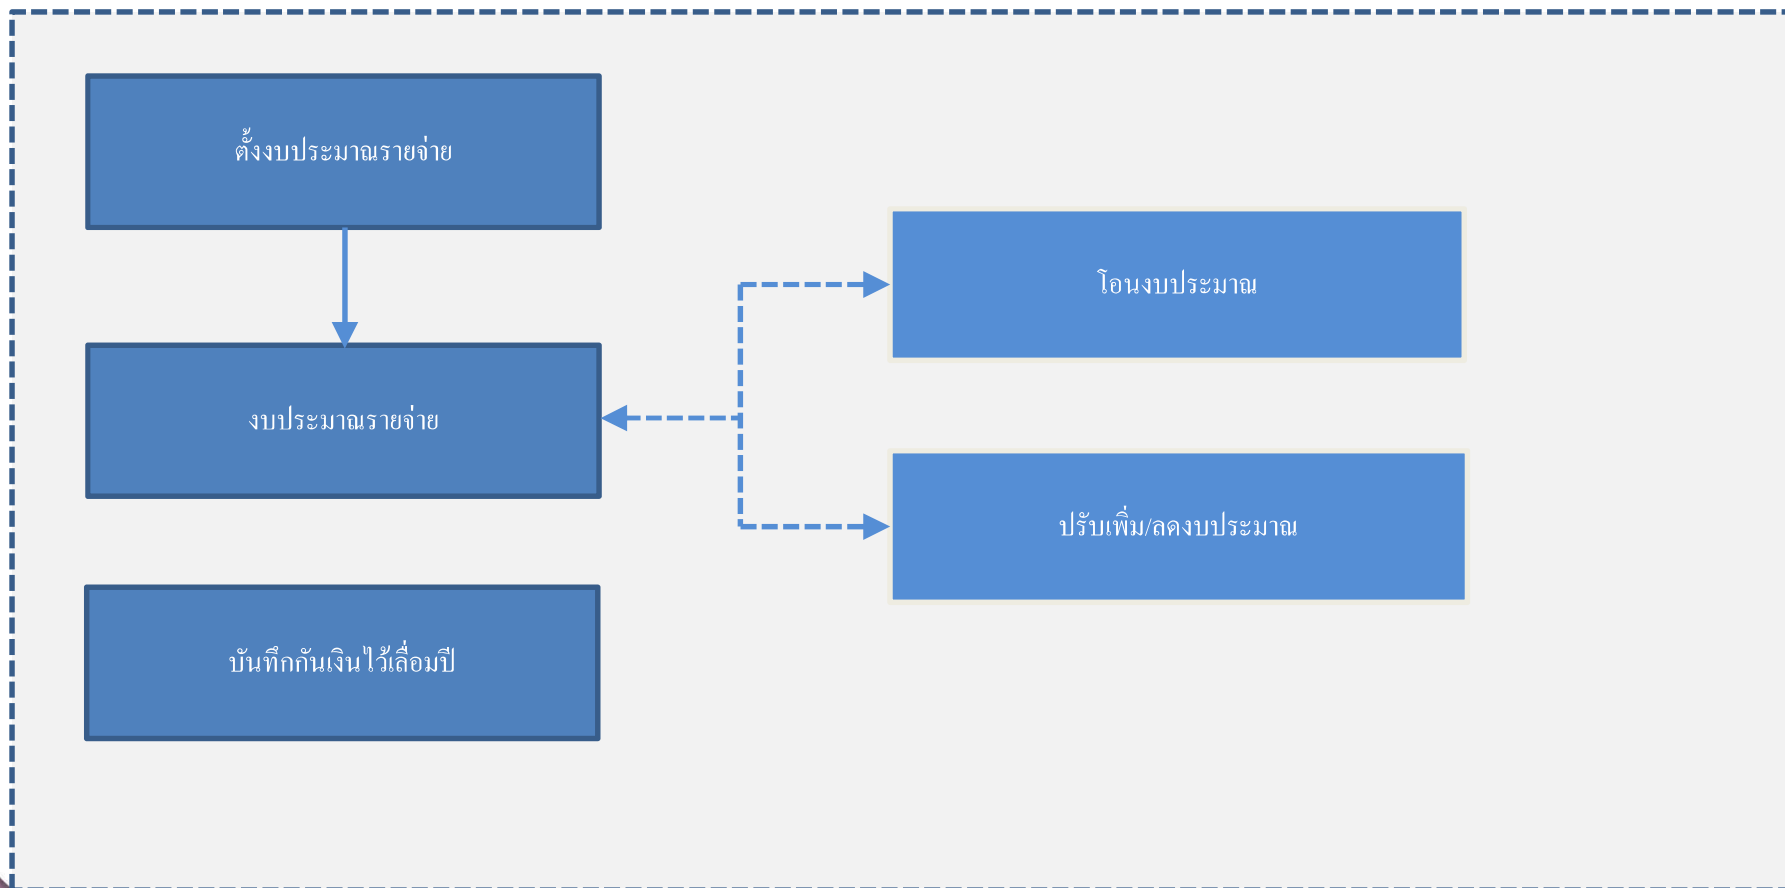 ตั้งงบประมาณรายจ่าย
โอนงบประมาณ
งบประมาณรายจ่าย
ปรับเพิ่ม/ลดงบประมาณ
บันทึกกันเงินไว้เลื่อมปี